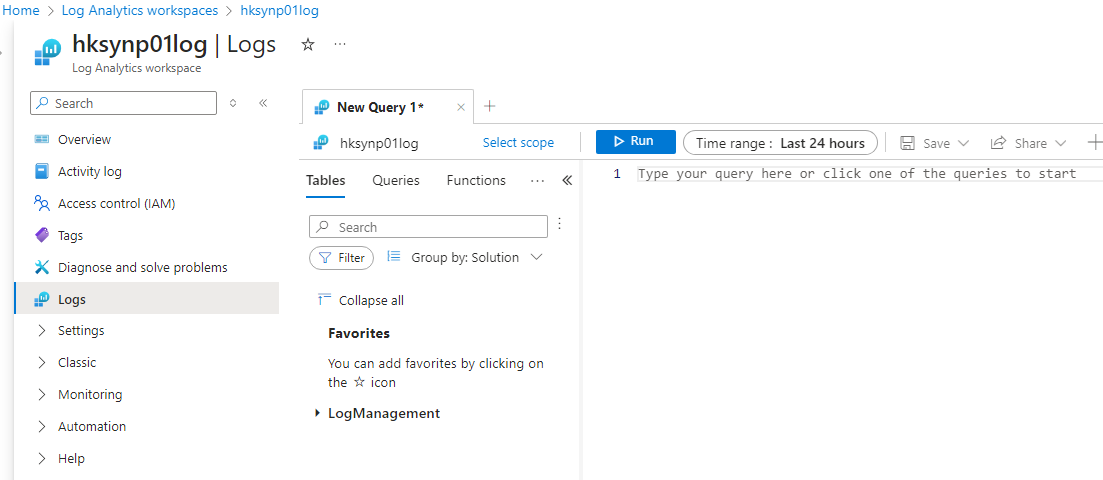 Home > Log Analytics workspaces > hksynp01log
hksynp01log | Logs ☆ ···
Log Analytics workspace
Search
Overview
Activity log
Access control (IAM)
Tags
Diagnose and solve problems
Logs
Settings
Classic
Monitoring
Automation
Help
New Query 1*
hksynp01log Select scope
Run Time range : Last 24 hours Save Share
Tables Queries Functions ···
Search
Filter Group by: Solution
Collapse all
Favorites
You can add favorites by clicking on
the ☆ icon
LogManagement
1 Type your query here or click one of the queries to start